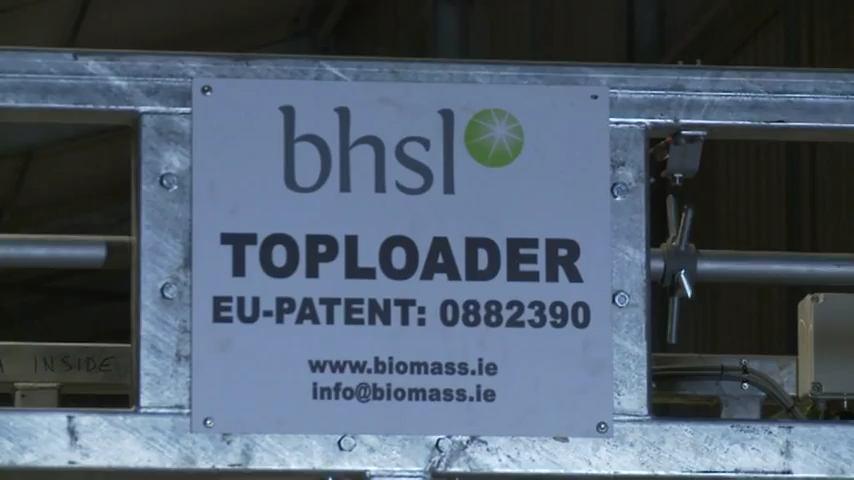 bhsl
TOPLOADER
EU-PATENT: 0882390
www.biomass.ie
info@biomass.ie
INSIDE